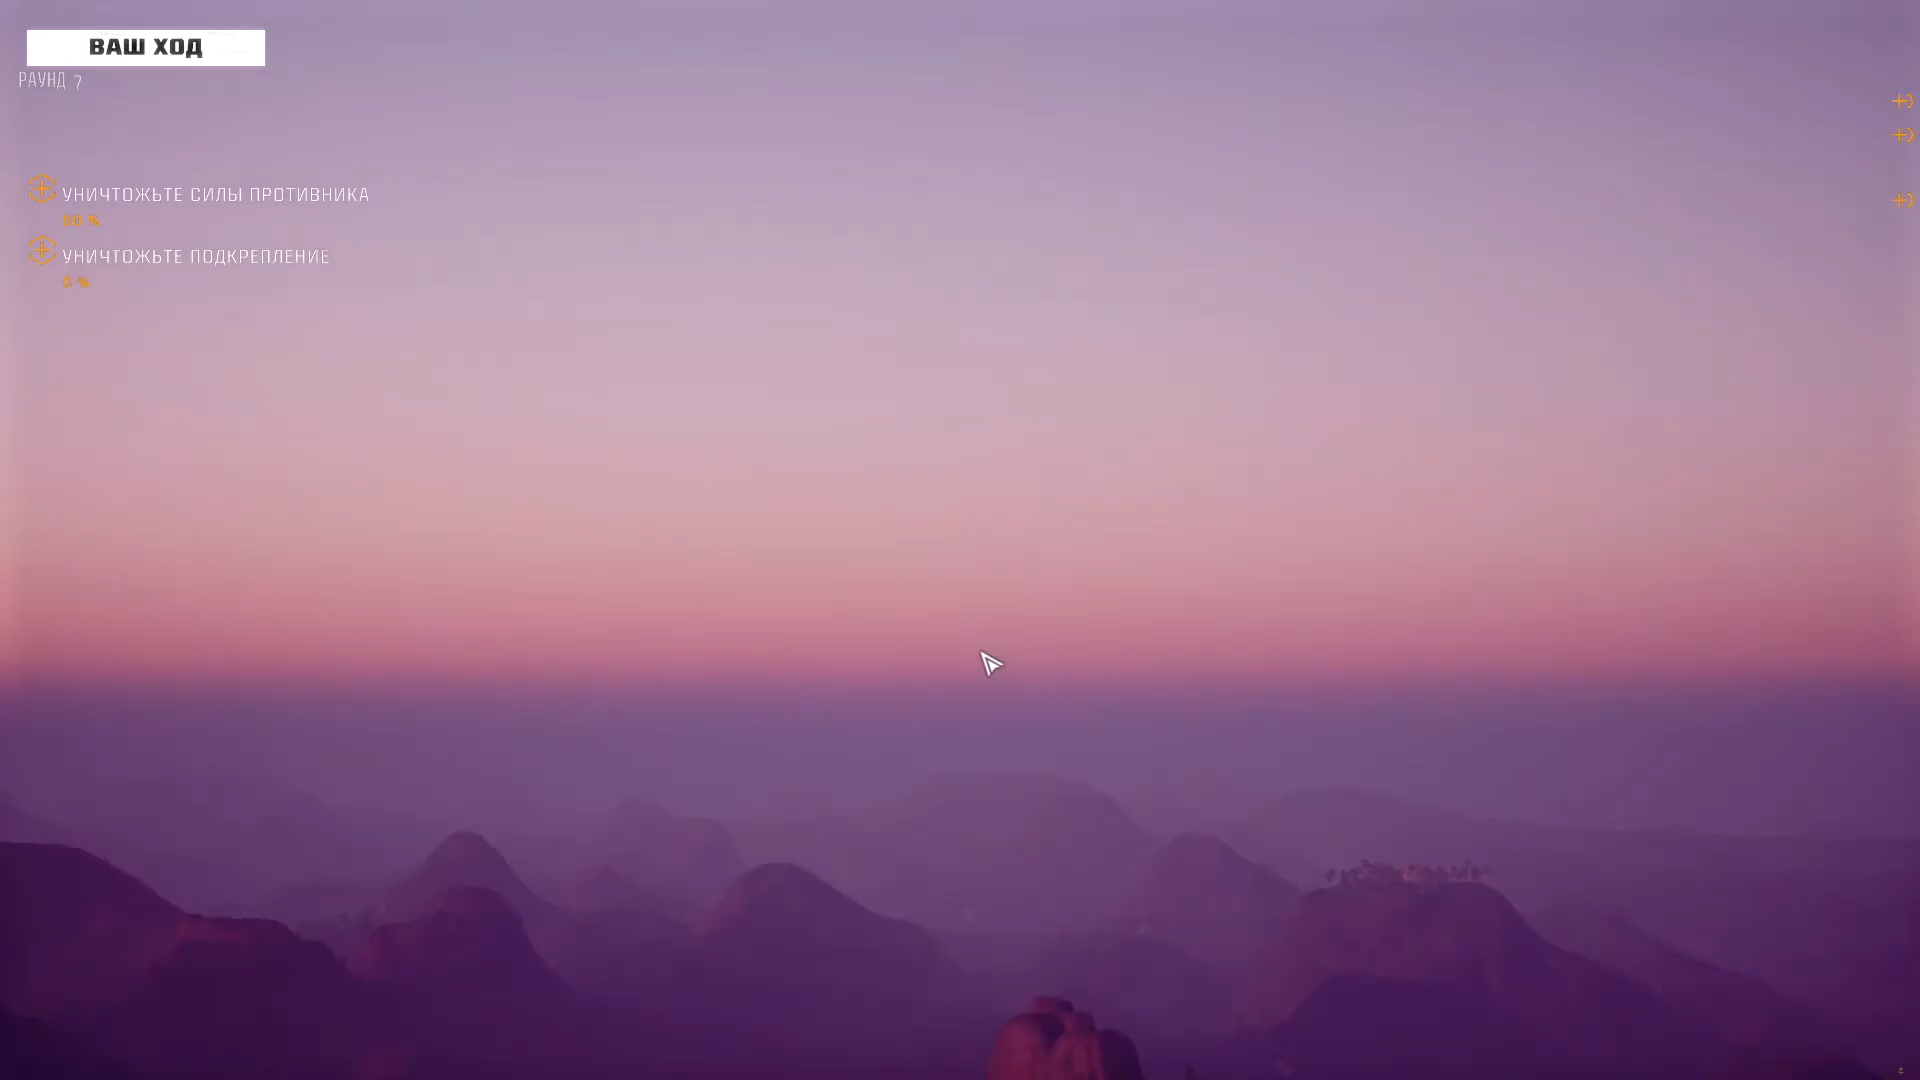 ВАШ ХОД
РАУНД 7
УНИЧТОЖЬТЕ СИЛЫ ПРОТИВНИКА
УНИЧТОЖЬТЕ ПОДКРЕПЛЕНИЕ
0 %